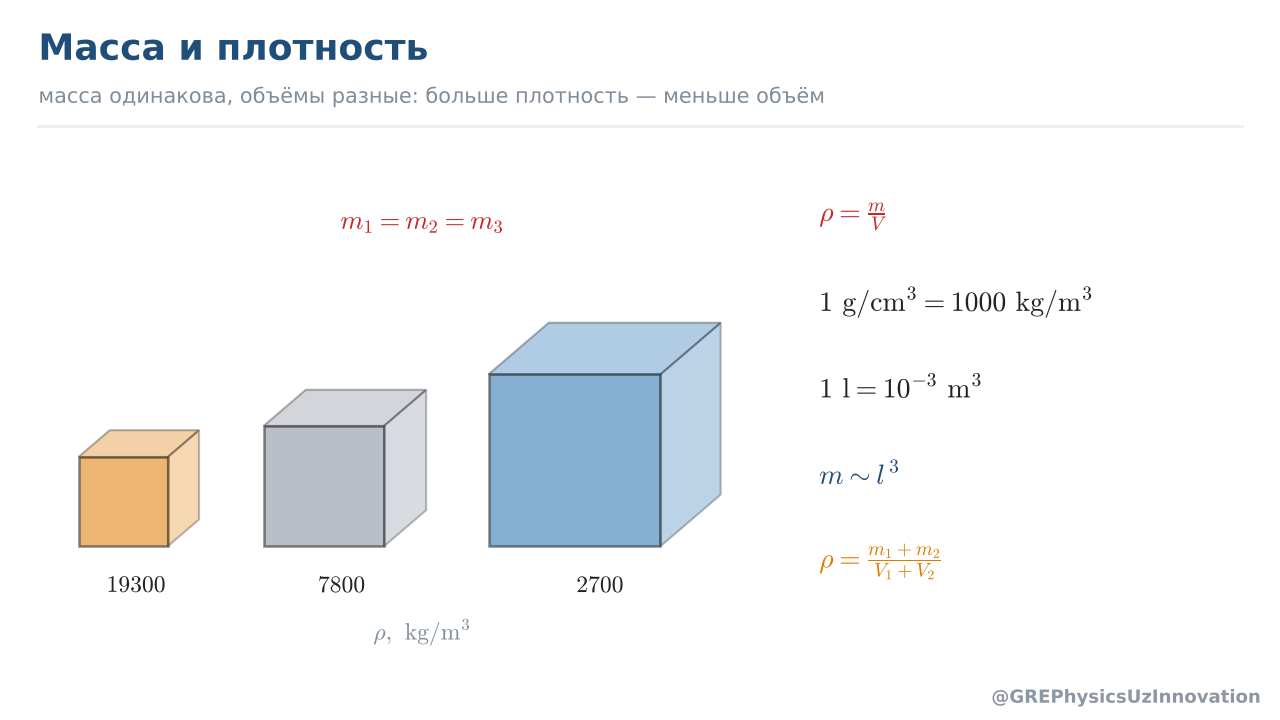 Масса и плотность
масса одинакова, объёмы разные: больше плотность — меньше объём
m₁ = m₂ = m₃
ρ = m/V
1 g/cm³ = 1000 kg/m³
1 l = 10⁻³ m³
m ∼ l³
ρ = (m₁ + m₂)/(V₁ + V₂)
19300 7800 2700
ρ, kg/m³
@GREPhysicsUzInnovation